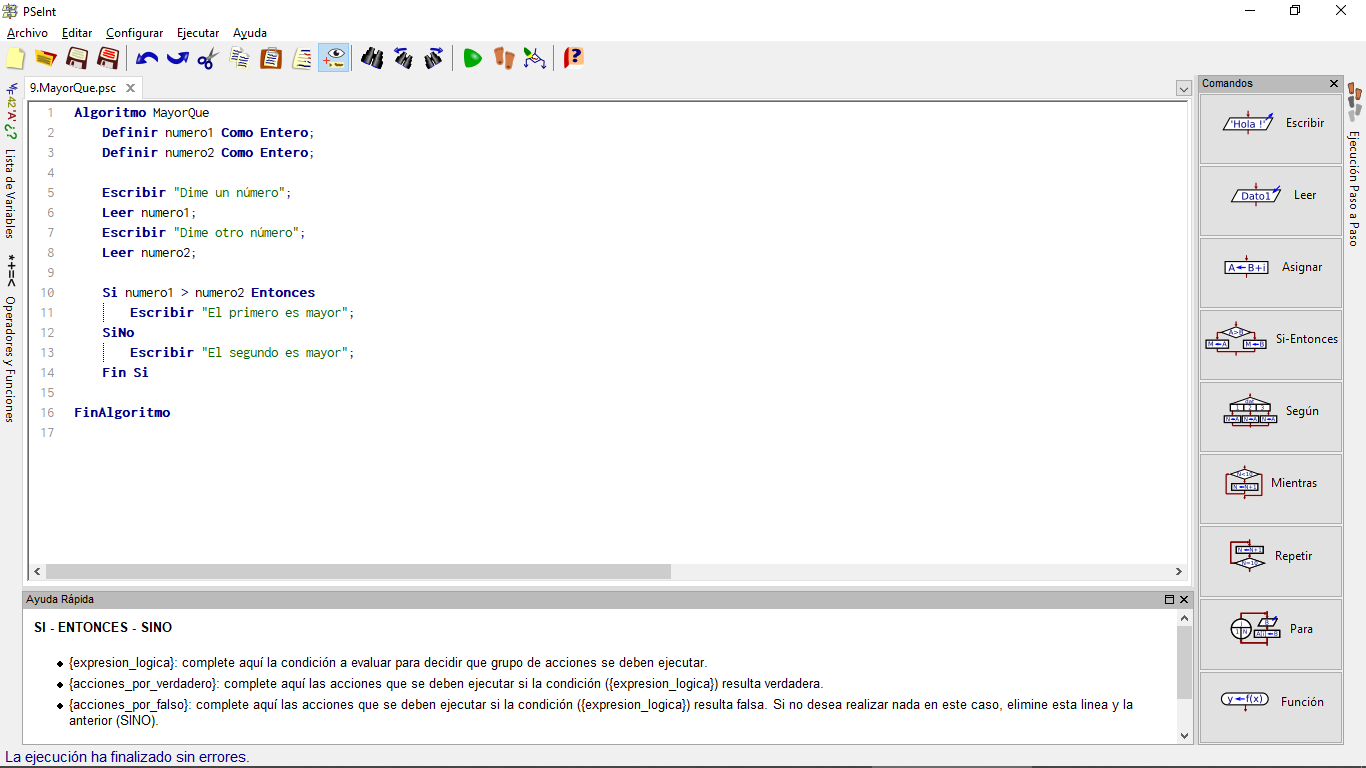 PSeInt
Archivo Editar Configurar Ejecutar Ayuda
9.MayorQue.psc
Lista de Variables
*+=< Operadores y Funciones
1 Algoritmo MayorQue
2 Definir numero1 Como Entero;
3 Definir numero2 Como Entero;
4
5 Escribir "Dime un número";
6 Leer numero1;
7 Escribir "Dime otro número";
8 Leer numero2;
9
10 Si numero1 > numero2 Entonces
11 Escribir "El primero es mayor";
12 SiNo
13 Escribir "El segundo es mayor";
14 Fin Si
15
16 FinAlgoritmo
17
Comandos
'Hola !' Escribir
Dato1 Leer
A←B+i Asignar
A>B M←A M←B Si-Entonces
Según
Mientras
Repetir
Para
y←f(x) Función
Ejecución Paso a Paso
Ayuda Rápida
SI - ENTONCES - SINO
{expresion_logica}: complete aquí la condición a evaluar para decidir que grupo de acciones se deben ejecutar.
{acciones_por_verdadero}: complete aquí las acciones que se deben ejecutar si la condición ({expresion_logica}) resulta verdadera.
{acciones_por_falso}: complete aquí las acciones que se deben ejecutar si la condición ({expresion_logica}) resulta falsa. Si no desea realizar nada en este caso, elimine esta linea y la
anterior (SINO).
La ejecución ha finalizado sin errores.